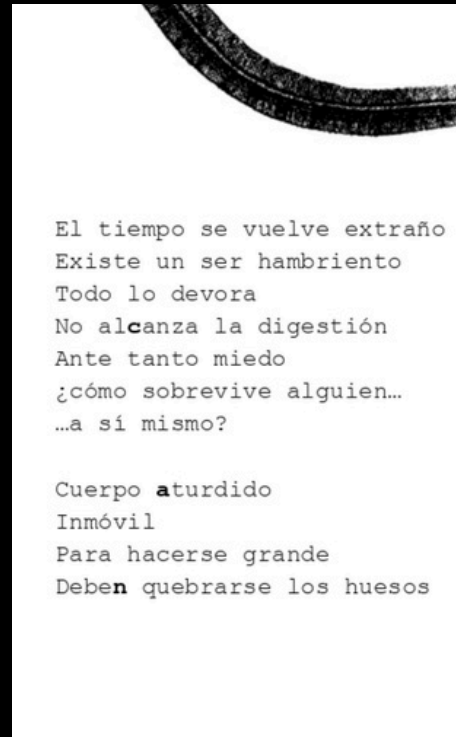 El tiempo se vuelve extraño
Existe un ser hambriento
Todo lo devora
No alcanza la digestión
Ante tanto miedo
¿cómo sobrevive alguien…
…a sí mismo?
Cuerpo aturdido
Inmóvil
Para hacerse grande
Deben quebrarse los huesos